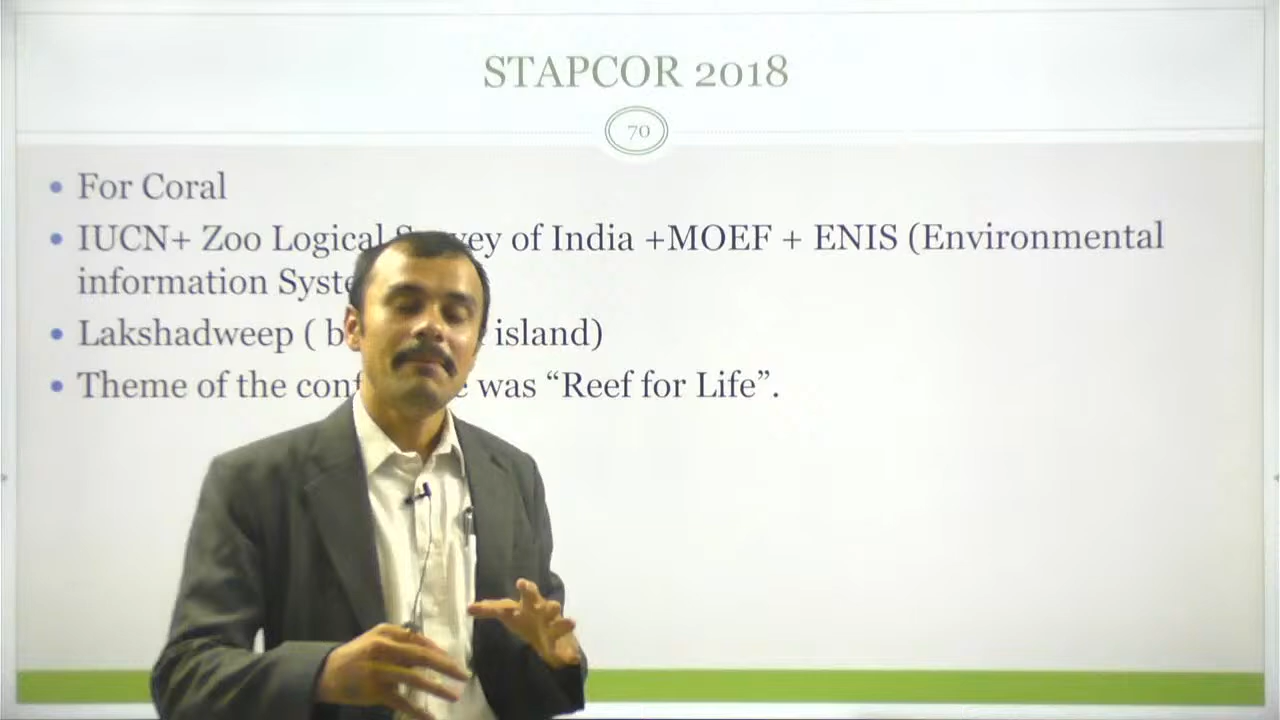 STAPCOR 2018
70
• For Coral
• IUCN+ Zoo Logical of India +MOEF + ENIS (Environmental
information
• Lakshadweep ( island)
• Theme of the was “Reef for Life”.